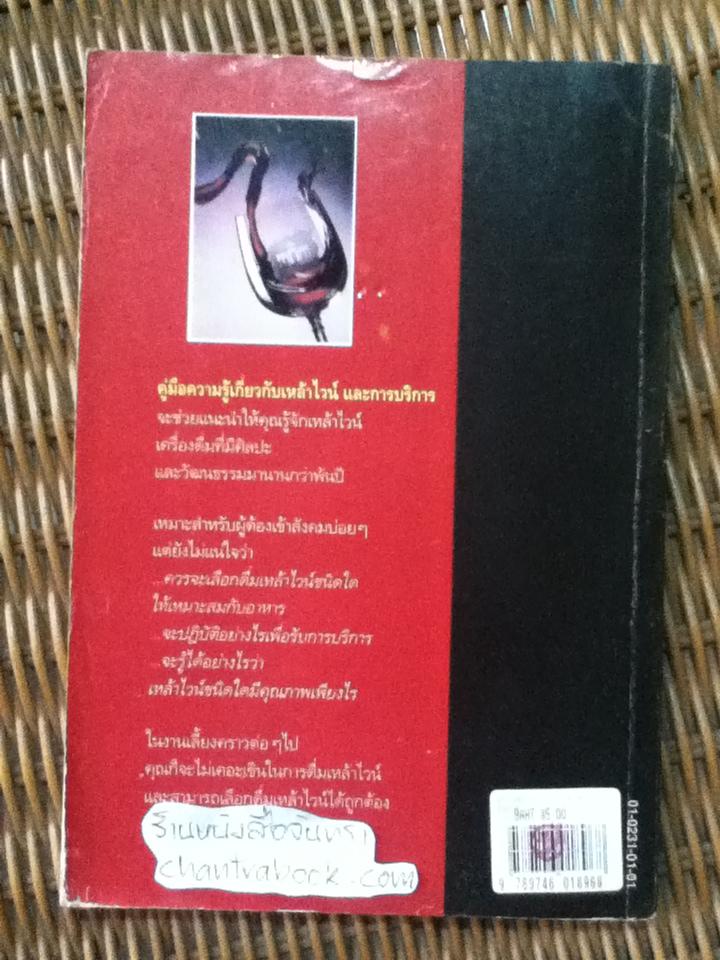 คู่มือความรู้เกี่ยวกับเหล้าไวน์ และการบริการ
จะช่วยแนะนำให้คุณรู้จักเหล้าไวน์
เครื่องดื่มที่มีศิลปะ
และวัฒนธรรมมานานกว่าพันปี
เหมาะสำหรับผู้ต้องเข้าสังคมบ่อยๆ
แต่ยังไม่แน่ใจว่า
...ควรจะเลือกดื่มเหล้าไวน์ชนิดใด
ให้เหมาะสมกับอาหาร
...จะปฏิบัติอย่างไรเพื่อรับการบริการ
...จะรู้ได้อย่างไรว่า
เหล้าไวน์ชนิดใดมีคุณภาพเพียงไร
ในงานเลี้ยงคราวต่อ ๆไป
คุณก็จะไม่เคอะเขินในการดื่มเหล้าไวน์
และสามารถเลือกดื่มเหล้าไวน์ได้ถูกต้อง
ร้านหนังสือจันทรา
chantrabook.com
85.00
9 789746 018968
01-0231-01-01